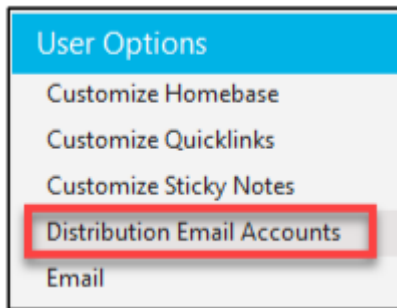 User Options
Customize Homebase
Customize Quicklinks
Customize Sticky Notes
Distribution Email Accounts
Email